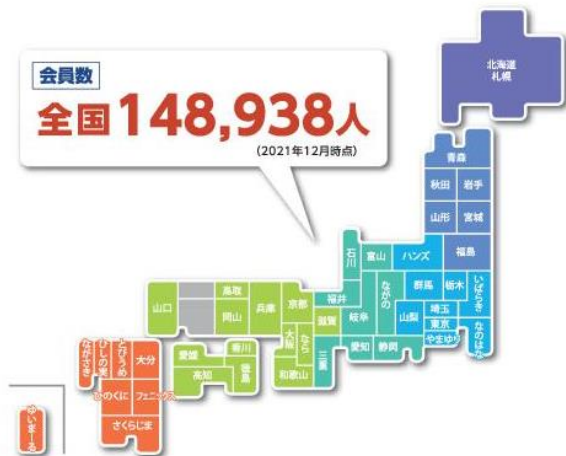 会員数
全国148,938人
(2021年12月時点)
北海道
札幌
青森
秋田
岩手
山形
宮城
石川
富山
ハンズ
福島
福井
岐阜
ながの
群馬
栃木
いばらき
山梨
埼玉
東京
やまゆり
なのはな
愛知
静岡
三重
山口
鳥取
岡山
兵庫
京都
滋賀
大阪
なら
和歌山
愛媛
香川
高知
徳島
ながさき
ひしの実
とびうめ
大分
ひのくに
フェニックス
さくらじま
ゆいまーる